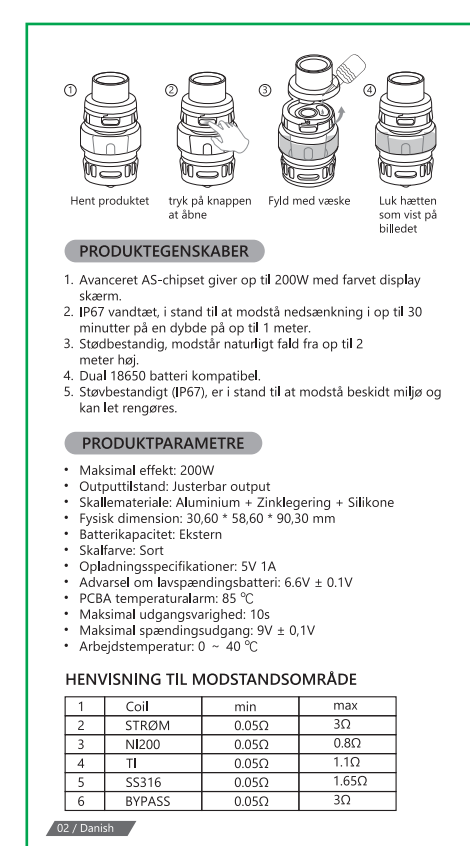 1 2 3 4
Hent produktet
tryk på knappen
at åbne
Fyld med væske
Luk hætten
som vist på
billedet
PRODUKTEGENSKABER
1. Avanceret AS-chipset giver op til 200W med farvet display
skærm.
2. IP67 vandtæt, i stand til at modstå nedsænkning i op til 30
minutter på en dybde på op til 1 meter.
3. Stødbestandig, modstår naturligt fald fra op til 2
meter høj.
4. Dual 18650 batteri kompatibel.
5. Støvbestandigt (IP67), er i stand til at modstå beskidt miljø og
kan let rengøres.
PRODUKTPARAMETRE
• Maksimal effekt: 200W
• Outputtilstand: Justerbar output
• Skallemateriale: Aluminium + Zinklegering + Silikone
• Fysisk dimension: 30,60 * 58,60 * 90,30 mm
• Batterikapacitet: Ekstern
• Skalfarve: Sort
• Opladningsspecifikationer: 5V 1A
• Advarsel om lavspændingsbatteri: 6.6V ± 0.1V
• PCBA temperaturalarm: 85 ℃
• Maksimal udgangsvarighed: 10s
• Maksimal spændingsudgang: 9V ± 0,1V
• Arbejdstemperatur: 0 ~ 40 ℃
HENVISNING TIL MODSTANDSOMRÅDE
1 Coil min max
2 STRØM 0.05Ω 3Ω
3 NI200 0.05Ω 0.8Ω
4 TI 0.05Ω 1.1Ω
5 SS316 0.05Ω 1.65Ω
6 BYPASS 0.05Ω 3Ω
02 / Danish